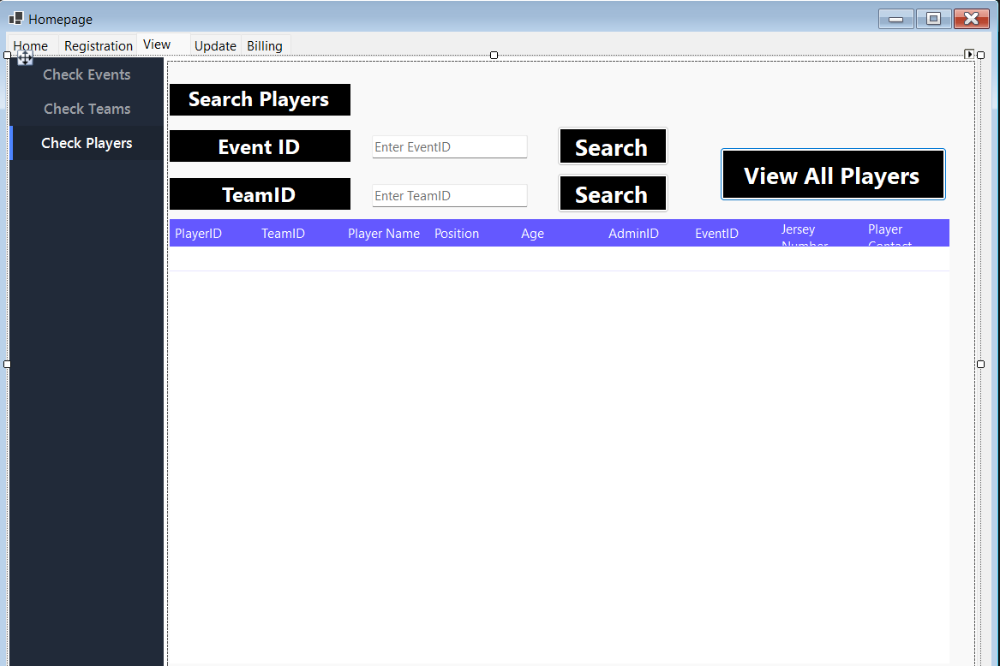 Homepage
Home Registration View Update Billing
Check Events
Check Teams
Check Players
Search Players
Event ID Enter EventID Search
TeamID Enter TeamID Search
View All Players
PlayerID TeamID Player Name Position Age AdminID EventID Jersey Number Player Contact